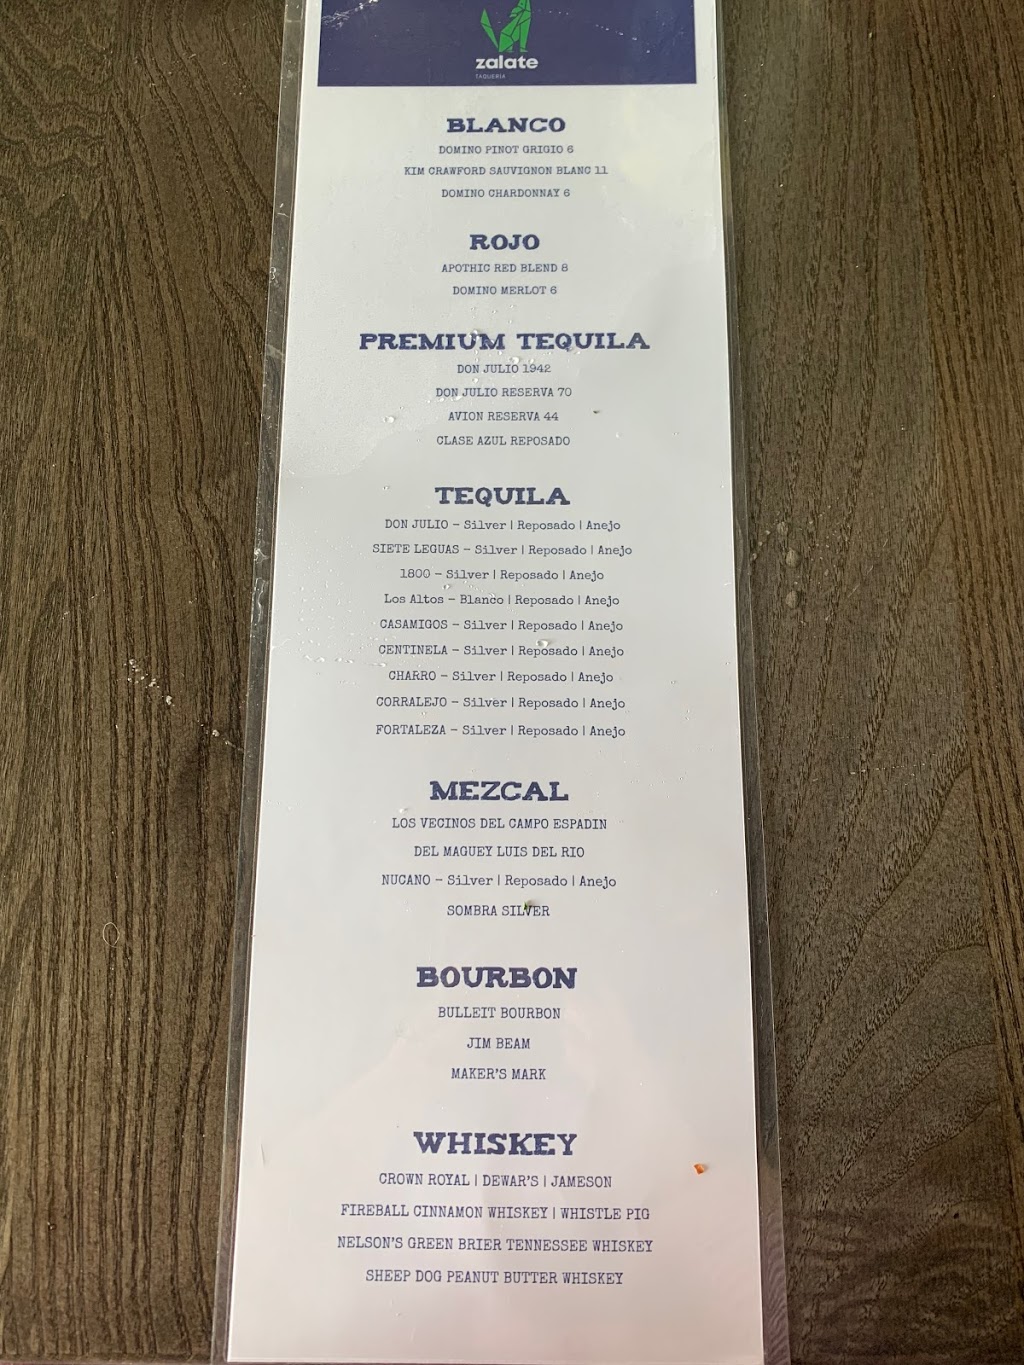 zalate
TAQUERIA
BLANCO
DOMINO PINOT GRIGIO 6
KIM CRAWFORD SAUVIGNON BLANC 11
DOMINO CHARDONNAY 6
ROJO
APOTHIC RED BLEND 8
DOMINO MERLOT 6
PREMIUM TEQUILA
DON JULIO 1942
DON JULIO RESERVA 70
AVION RESERVA 44
CLASE AZUL REPOSADO
TEQUILA
DON JULIO - Silver | Reposado | Anejo
SIETE LEGUAS - Silver | Reposado | Anejo
1800 - Silver | Reposado | Anejo
Los Altos - Blanco | Reposado | Anejo
CASAMIGOS - Silver | Reposado | Anejo
CENTINELA - Silver | Reposado | Anejo
CHARRO - Silver | Reposado | Anejo
CORRALEJO - Silver | Reposado | Anejo
FORTALEZA - Silver | Reposado | Anejo
MEZCAL
LOS VECINOS DEL CAMPO ESPADIN
DEL MAGUEY LUIS DEL RIO
NUCANO - Silver | Reposado | Anejo
SOMBRA SILVER
BOURBON
BULLEIT BOURBON
JIM BEAM
MAKER'S MARK
WHISKEY
CROWN ROYAL | DEWAR'S | JAMESON
FIREBALL CINNAMON WHISKEY | WHISTLE PIG
NELSON'S GREEN BRIER TENNESSEE WHISKEY
SHEEP DOG PEANUT BUTTER WHISKEY